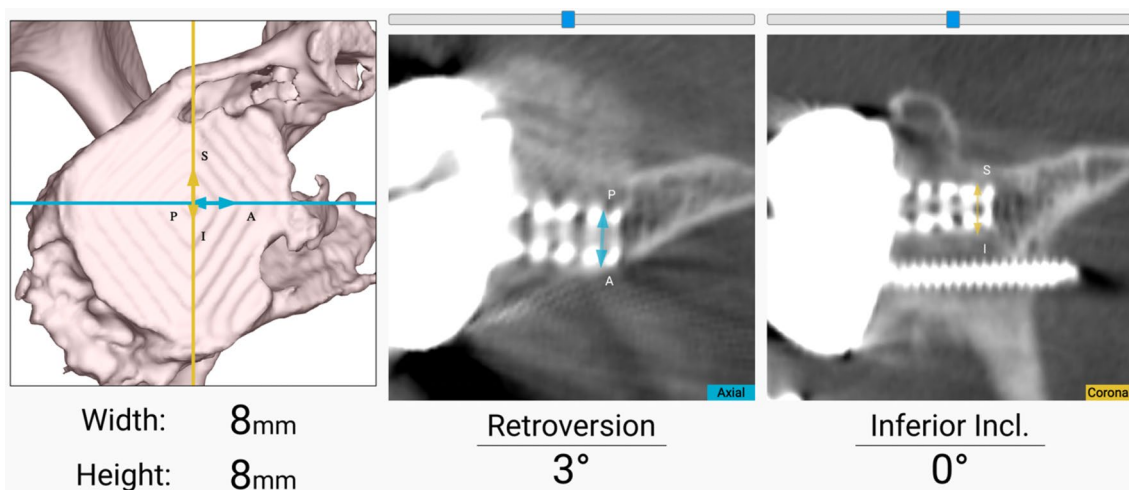 S
P A
I
Width: 8mm
Height: 8mm
P
A
Axial
Retroversion
3°
S
I
Corona
Inferior Incl.
0°